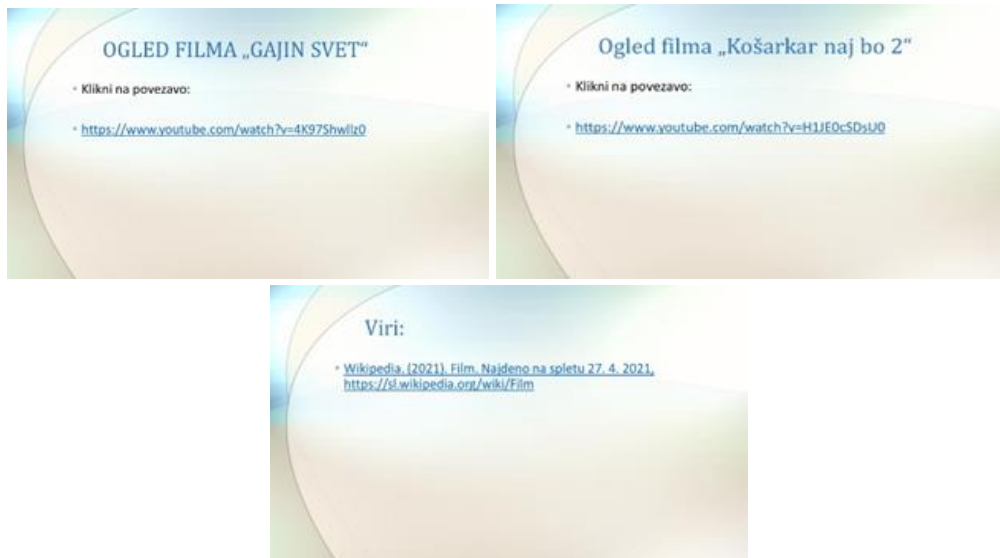 OGLED FILMA „GAJIN SVET“
Klikni na povezavo:
https://www.youtube.com/watch?v=4K97Shwllz0
Ogled filma „Košarkar naj bo 2“
Klikni na povezavo:
https://www.youtube.com/watch?v=H1JE0cSDsU0
Viri:
Wikipedia. (2021). Film. Najdeno na spletu 27. 4. 2021,
https://sl.wikipedia.org/wiki/Film